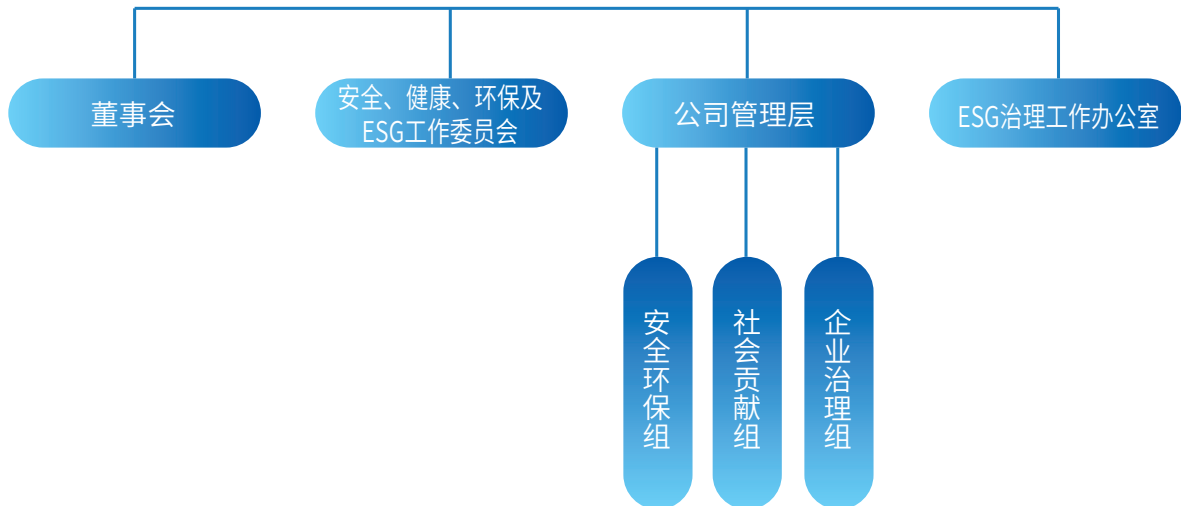 董事会
安全、健康、环保及
ESG工作委员会
公司管理层
ESG治理工作办公室
安全环保组
社会贡献组
企业治理组